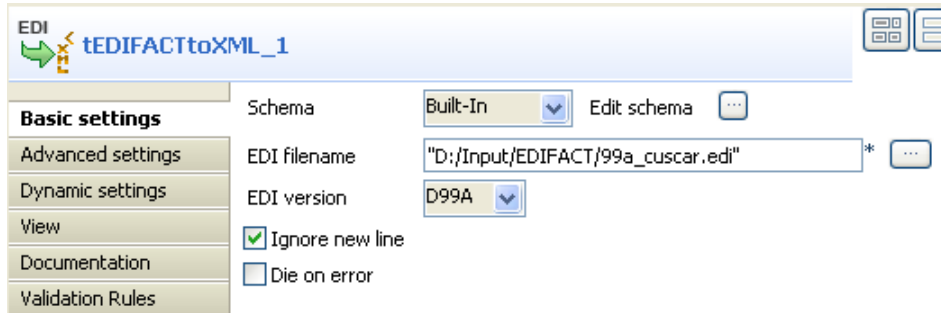 EDI
XML
tEDIFACTtoXML_1
Basic settings
Advanced settings
Dynamic settings
View
Documentation
Validation Rules
Schema Built-In Edit schema ...
EDI filename "D:/Input/EDIFACT/99a_cuscar.edi" * ...
EDI version D99A
Ignore new line
Die on error